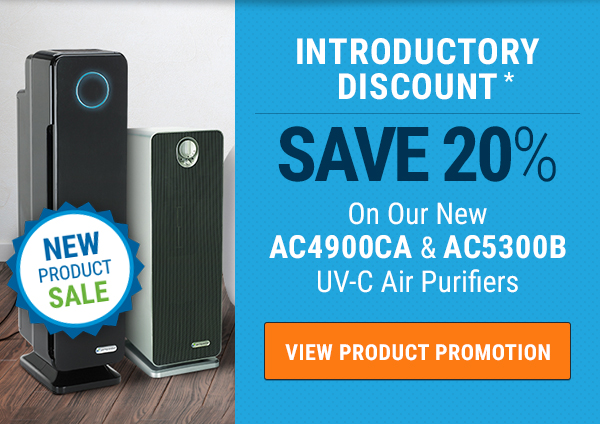 INTRODUCTORY
DISCOUNT*
SAVE 20%
On Our New
AC4900CA & AC5300B
UV-C Air Purifiers
VIEW PRODUCT PROMOTION
NEW
PRODUCT
SALE